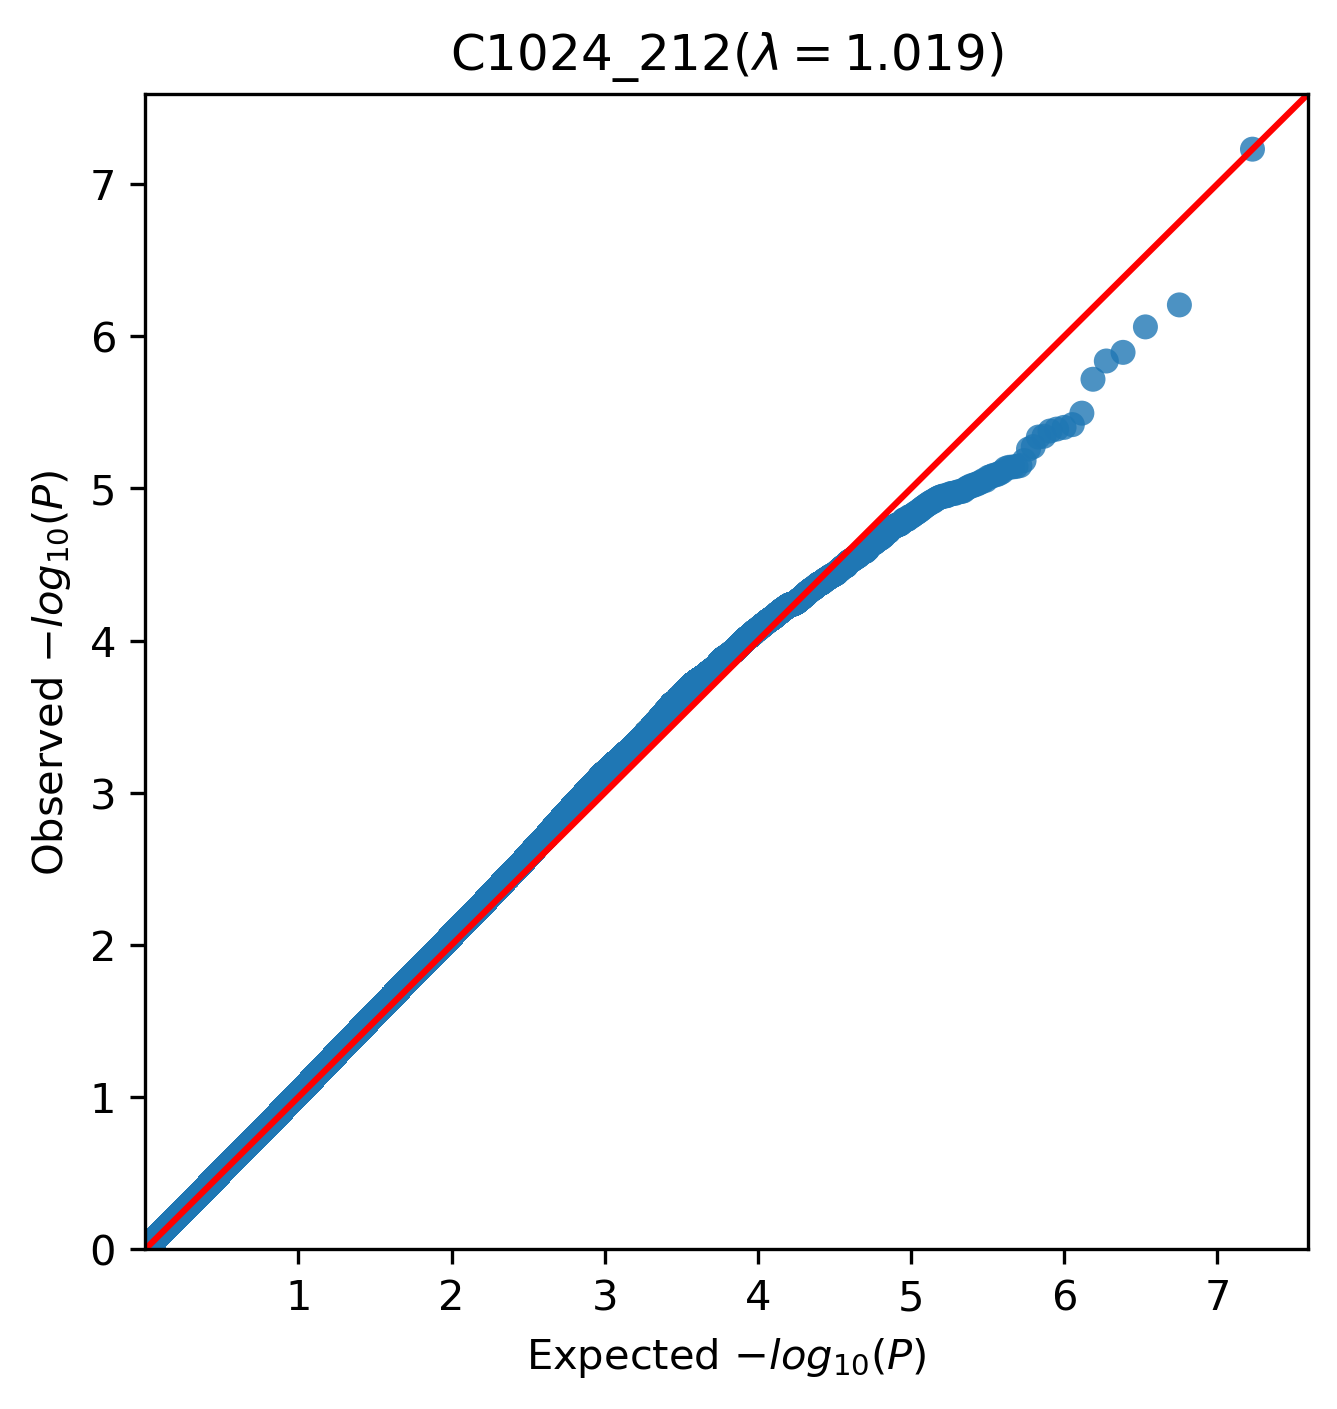 C1024_212(λ = 1.019)
Observed −log₁₀(P)
7
6
5
4
3
2
1
0
1 2 3 4 5 6 7
Expected −log₁₀(P)